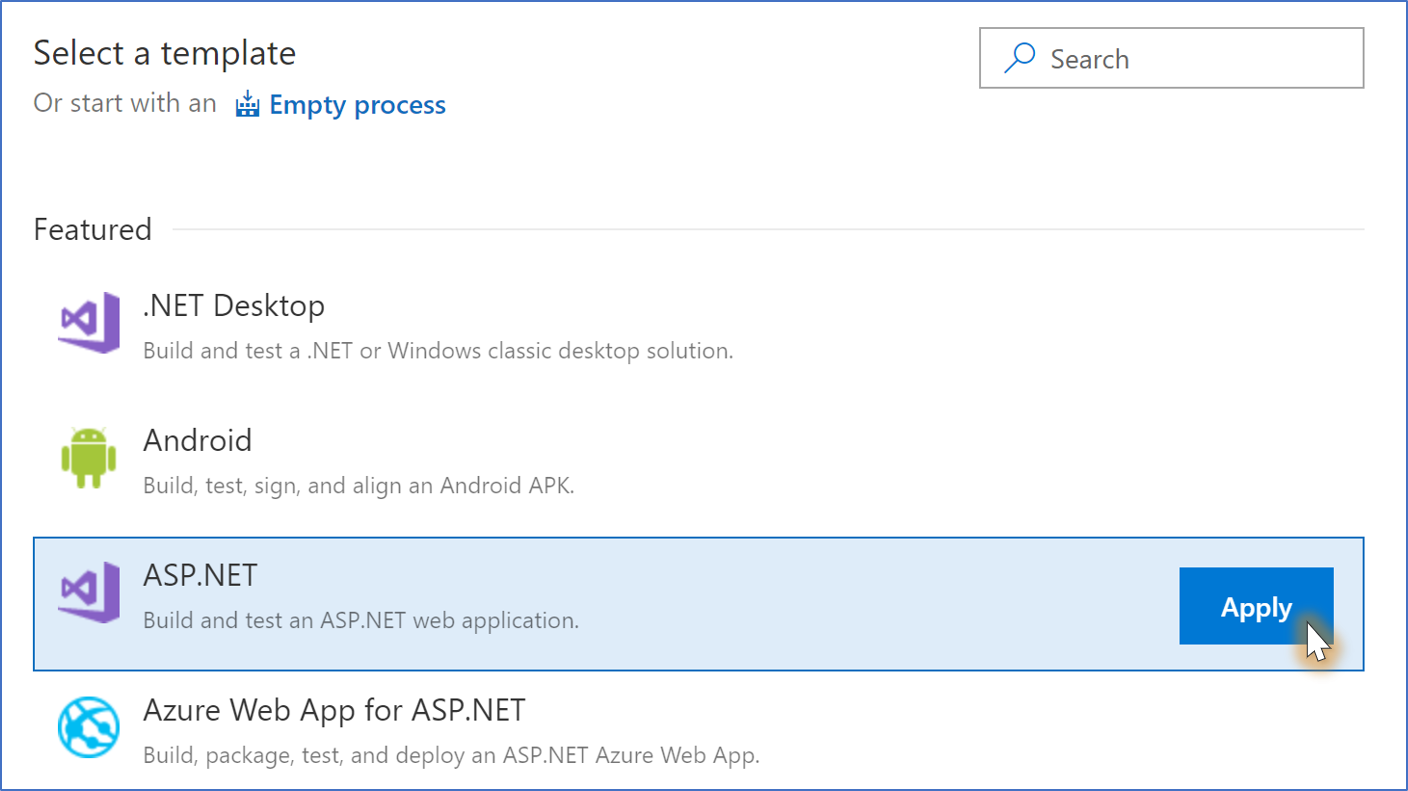 Select a template
Search
Or start with an Empty process
Featured
.NET Desktop
Build and test a .NET or Windows classic desktop solution.
Android
Build, test, sign, and align an Android APK.
ASP.NET
Build and test an ASP.NET web application.
Apply
Azure Web App for ASP.NET
Build, package, test, and deploy an ASP.NET Azure Web App.